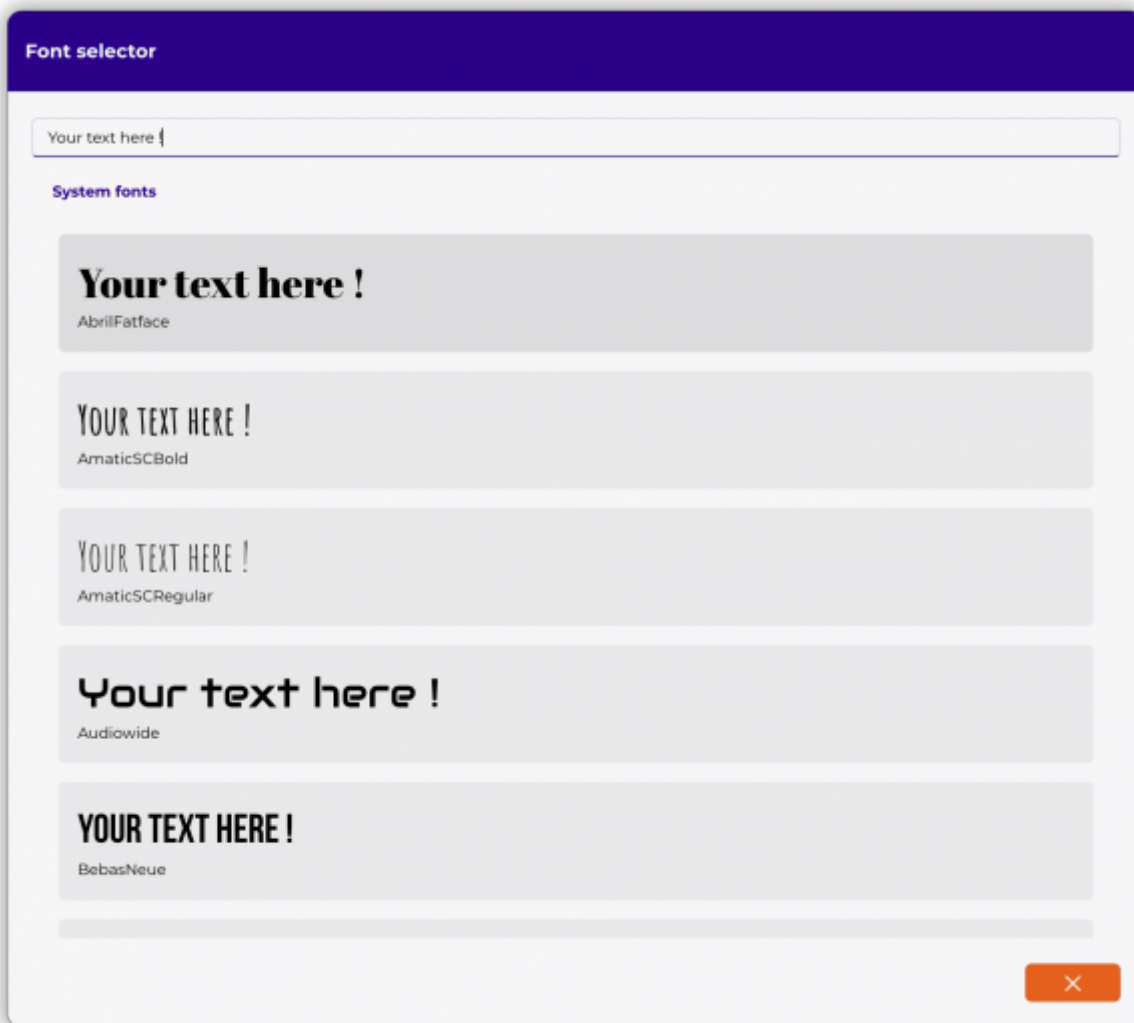 Font selector
Your text here !
System fonts
Your text here !
AbrilFatface
YOUR TEXT HERE !
AmaticSCBold
YOUR TEXT HERE !
AmaticSCRegular
Your text here !
Audiowide
YOUR TEXT HERE !
BebasNeue